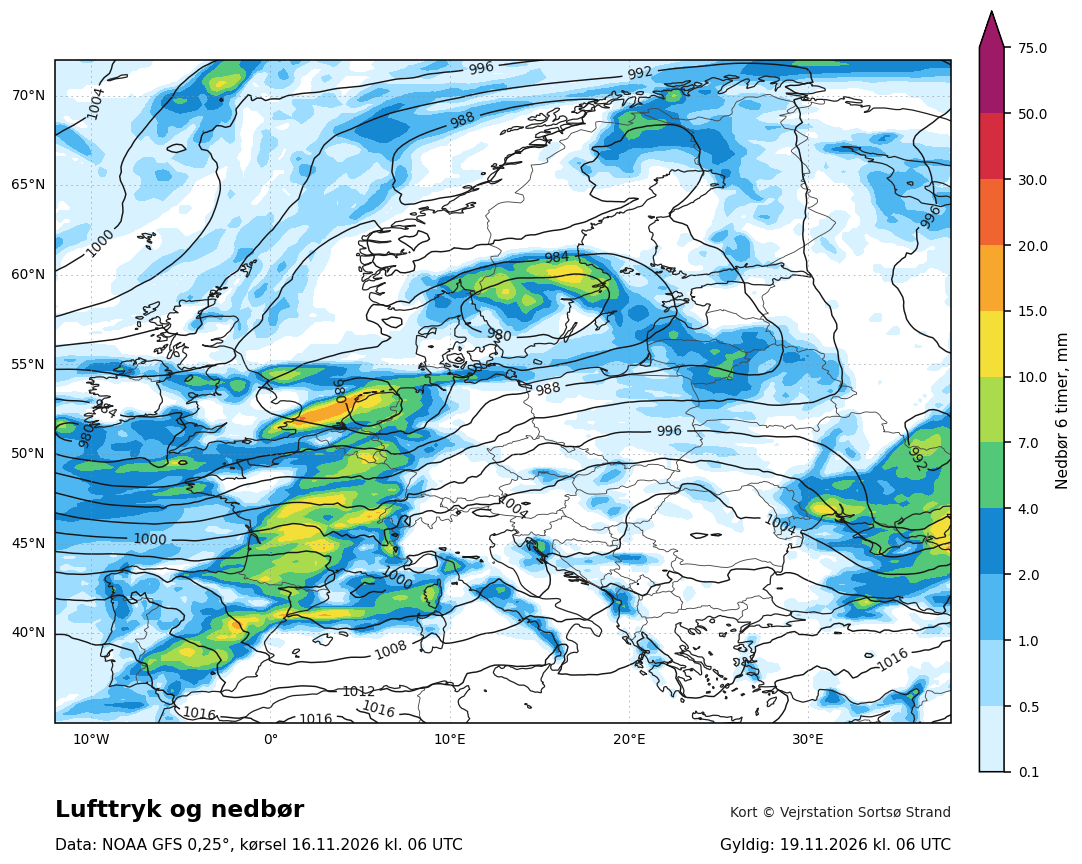 996
992
1004
70°N
988
65°N
996
1000
984
60°N
980
55°N
988
980
984
980
996
50°N
992
1004
1004
1000
45°N
1000
40°N
1008
1016
1012
1016
1016
1016
10°W
0°
10°E
20°E
30°E
75.0
50.0
30.0
20.0
15.0
10.0
7.0
4.0
2.0
1.0
0.5
0.1
Nedbør 6 timer, mm
Lufttryk og nedbør
Kort © Vejrstation Sortsø Strand
Data: NOAA GFS 0,25°, kørsel 16.11.2026 kl. 06 UTC
Gyldig: 19.11.2026 kl. 06 UTC